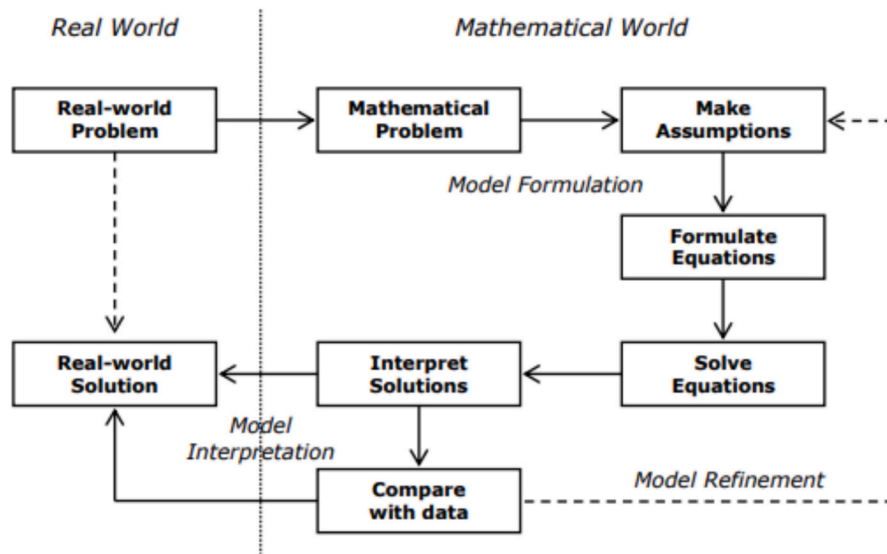 Real World
Mathematical World
Real-world
Problem
Mathematical
Problem
Make
Assumptions
Model Formulation
Formulate
Equations
Real-world
Solution
Interpret
Solutions
Solve
Equations
Model
Interpretation
Compare
with data
Model Refinement